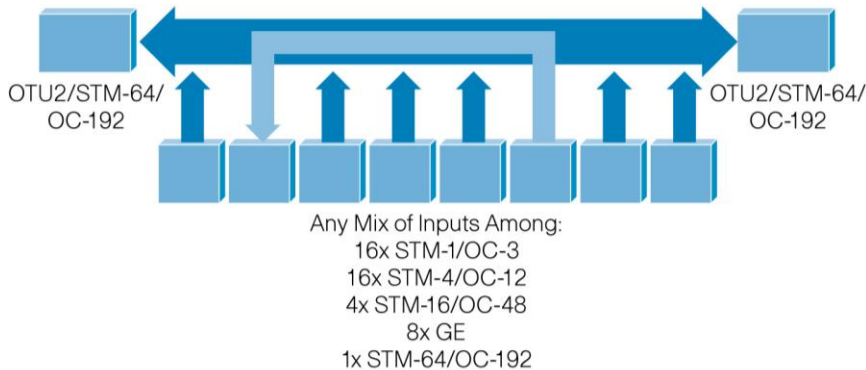 OTU2/STM-64/
OC-192
OTU2/STM-64/
OC-192
Any Mix of Inputs Among:
16x STM-1/OC-3
16x STM-4/OC-12
4x STM-16/OC-48
8x GE
1x STM-64/OC-192